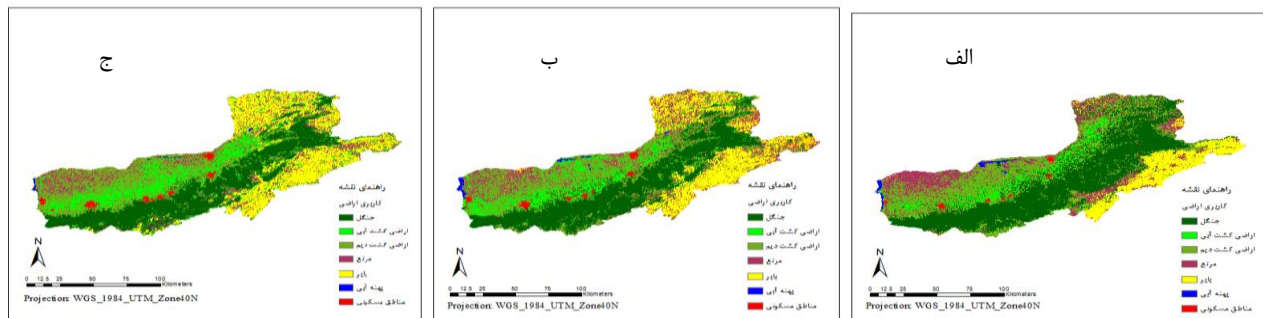 الف
راهنمای نقشه
کاربری اراضی
جنگل
اراضی کشت آبی
اراضی کشت دیم
مرتع
بایر
پهنه آبی
مناطق مسکونی
N
0 12.5 25 50 75 100
Kilometers
Projection: WGS_1984_UTM_Zone40N
ب
راهنمای نقشه
کاربری اراضی
جنگل
اراضی کشت آبی
اراضی کشت دیم
مرتع
بایر
پهنه آبی
مناطق مسکونی
N
0 12.5 25 50 75 100
Kilometers
Projection: WGS_1984_UTM_Zone40N
ج
راهنمای نقشه
کاربری اراضی
جنگل
اراضی کشت آبی
اراضی کشت دیم
مرتع
بایر
پهنه آبی
مناطق مسکونی
N
0 12.5 25 50 75 100
Kilometers
Projection: WGS_1984_UTM_Zone40N